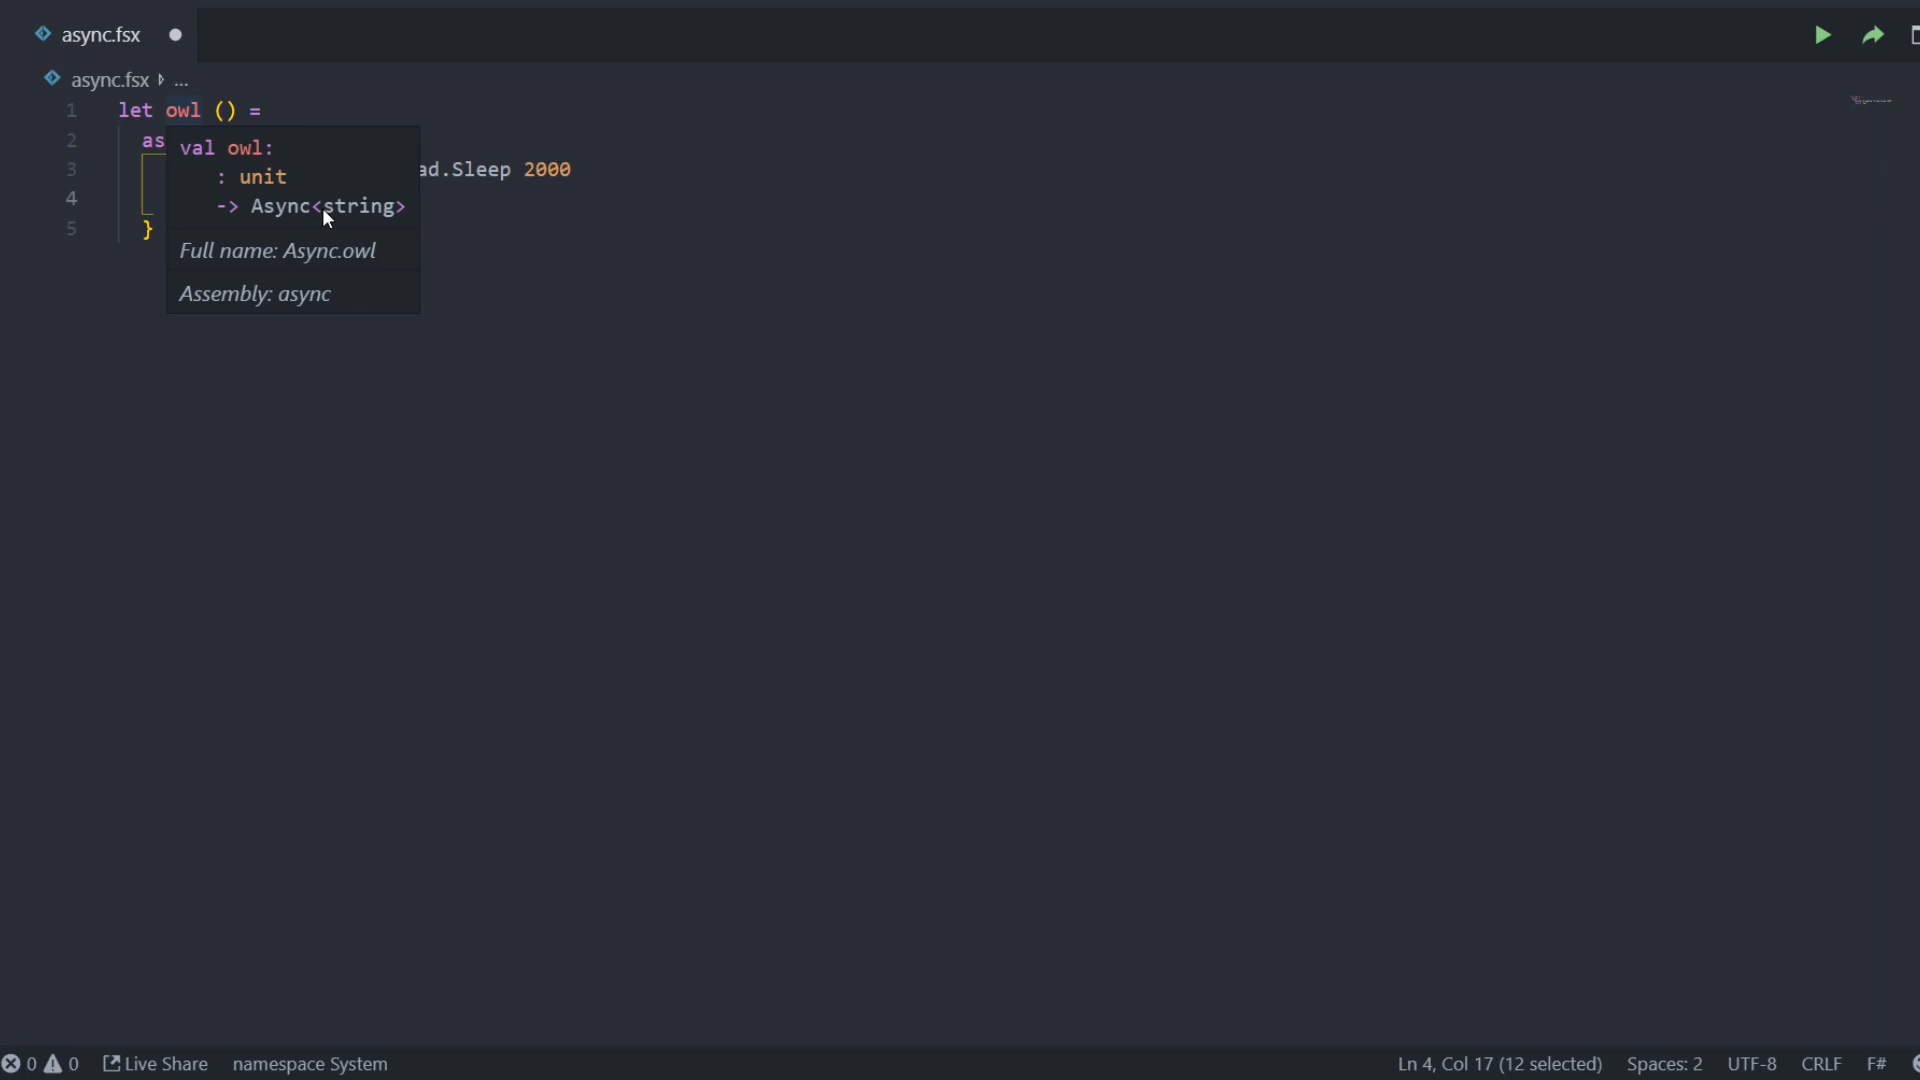 async.fsx
async.fsx ...
1 let owl () =
2 as
3 ad.Sleep 2000
4
5 }
val owl:
: unit
-> Async<string>
Full name: Async.owl
Assembly: async
0 0 Live Share namespace System Ln 4, Col 17 (12 selected) Spaces: 2 UTF-8 CRLF F#